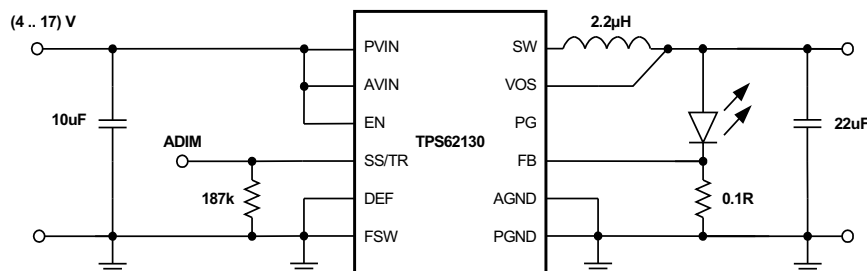 (4 .. 17) V
2.2µH
PVIN
SW
AVIN
VOS
10uF
EN
PG
22uF
ADIM
TPS62130
SS/TR
FB
187k
DEF
AGND
0.1R
FSW
PGND